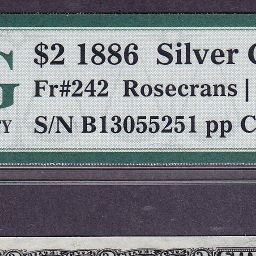 $2 1886 Silver C
Fr#242 Rosecrans |
S/N B13055251 pp C